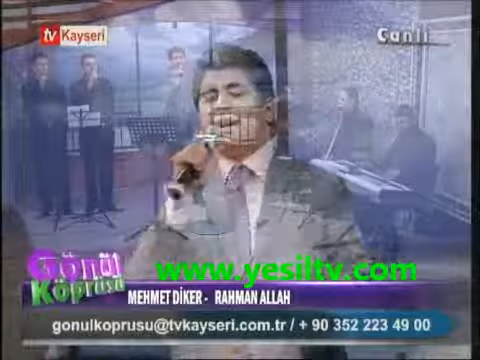 tv Kayseri
Canlı
Gönül
Köprüsü
www.yesiltv.com
MEHMET DİKER - RAHMAN ALLAH
gonulkoprusu@tvkayseri.com.tr / + 90 352 223 49 00